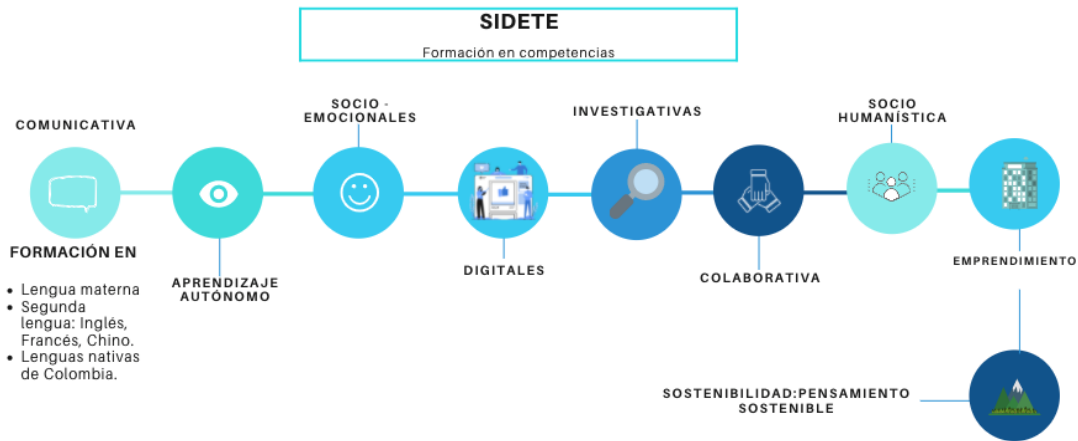 SIDETE
Formación en competencias
COMUNICATIVA
FORMACIÓN EN
• Lengua materna
• Segunda
lengua: Inglés,
Francés, Chino.
• Lenguas nativas
de Colombia.
APRENDIZAJE
AUTÓNOMO
SOCIO -
EMOCIONALES
DIGITALES
INVESTIGATIVAS
COLABORATIVA
SOCIO
HUMANÍSTICA
EMPRENDIMIENTO
SOSTENIBILIDAD:PENSAMIENTO
SOSTENIBLE